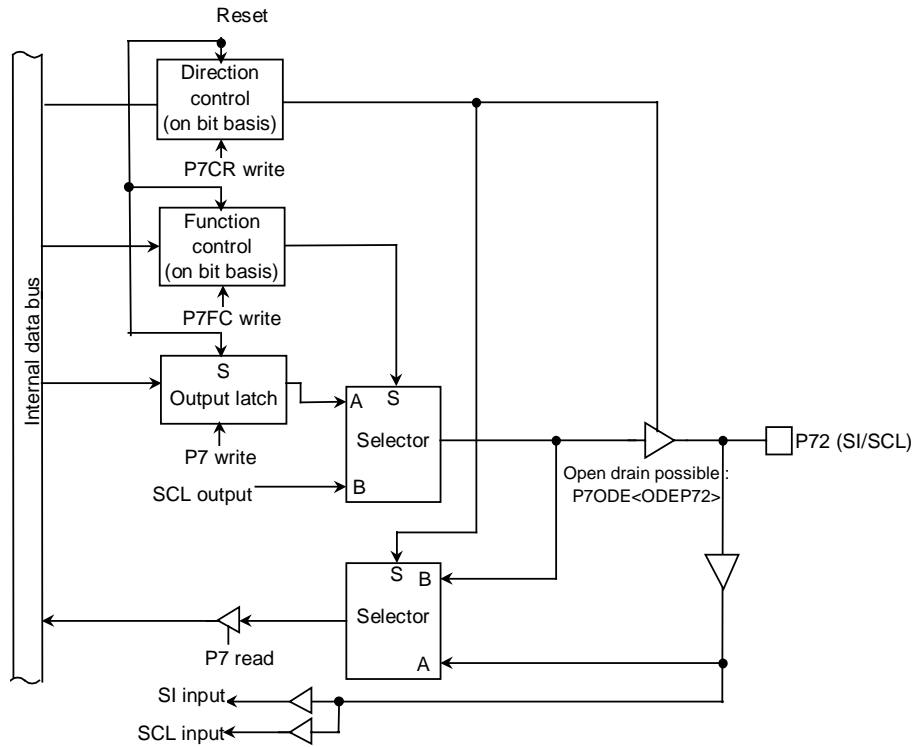 Reset
Direction
control
(on bit basis)
P7CR write
Function
control
(on bit basis)
P7FC write
Internal data bus
S
Output latch
P7 write
A
S
Selector
B
SCL output
P72 (SI/SCL)
Open drain possible :
P7ODE<ODEP72>
S
B
Selector
A
P7 read
SI input
SCL input